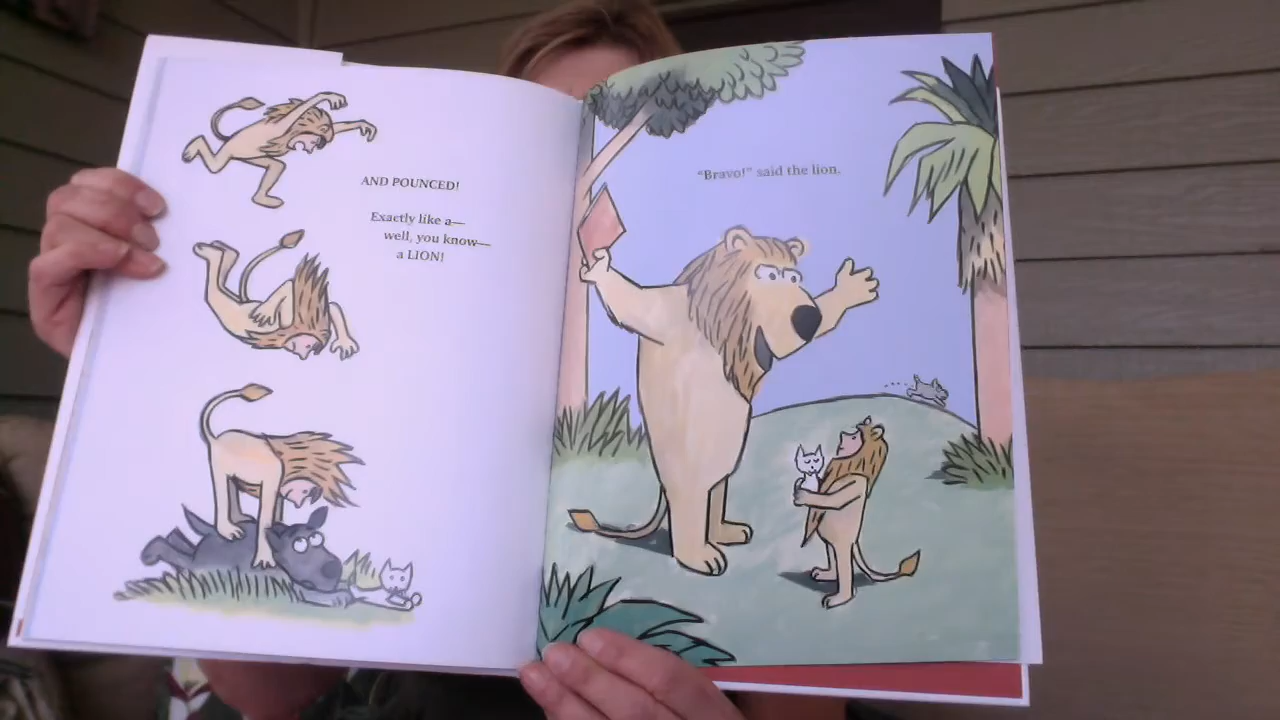 AND POUNCED!
Exactly like a—
well, you know—
a LION!
“Bravo!” said the lion.